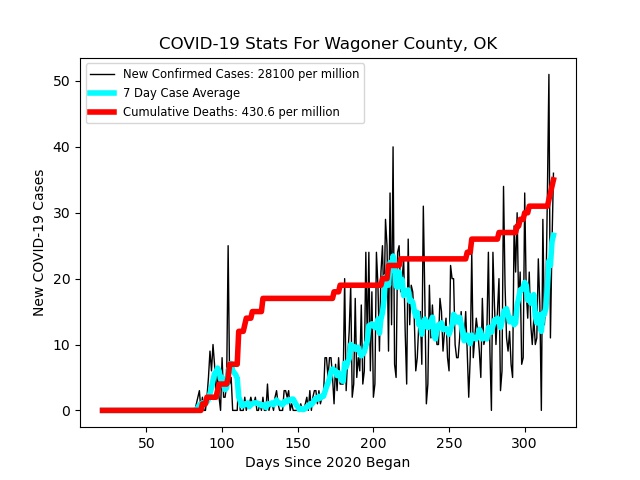 COVID-19 Stats For Wagoner County, OK
New Confirmed Cases: 28100 per million
7 Day Case Average
Cumulative Deaths: 430.6 per million
New COVID-19 Cases
50
40
30
20
10
0
50 100 150 200 250 300
Days Since 2020 Began